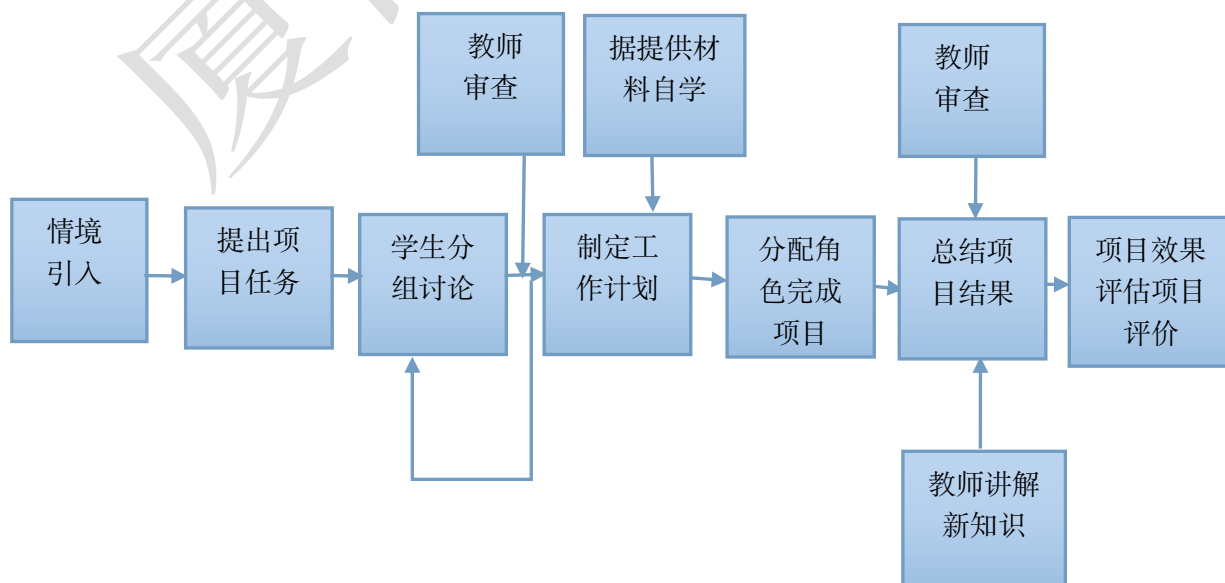 厦
教师
审查
据提供材
料自学
教师
审查
情境
引入
提出项
目任务
学生分
组讨论
制定工
作计划
分配角
色完成
项目
总结项
目结果
项目效果
评估项目
评价
教师讲解
新知识